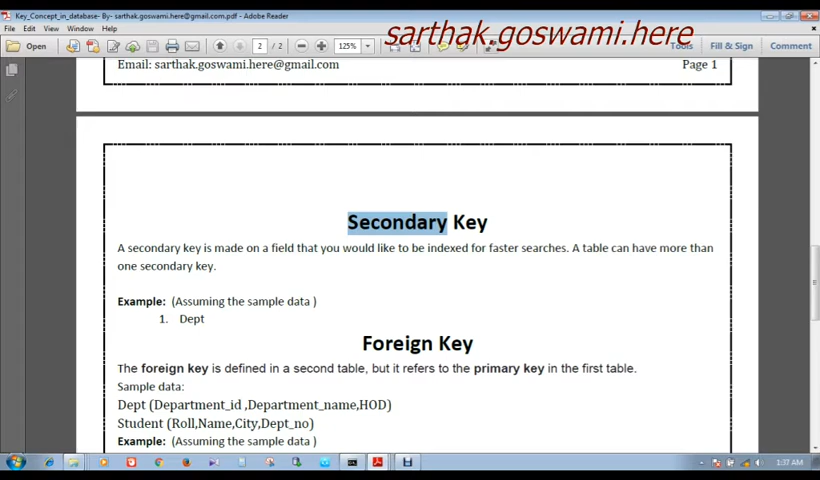 Key_Concept_in_database- By- sarthak.goswami.here@gmail.com.pdf - Adobe Reader
sarthak.goswami.here
File Edit View Window Help
Open 2 / 2 125% Tools Fill & Sign Comment
Email: sarthak.goswami.here@gmail.com Page 1
Secondary Key
A secondary key is made on a field that you would like to be indexed for faster searches. A table can have more than
one secondary key.
Example: (Assuming the sample data )
1. Dept
Foreign Key
The foreign key is defined in a second table, but it refers to the primary key in the first table.
Sample data:
Dept (Department_id ,Department_name,HOD)
Student (Roll,Name,City,Dept_no)
Example: (Assuming the sample data )
1:37 AM